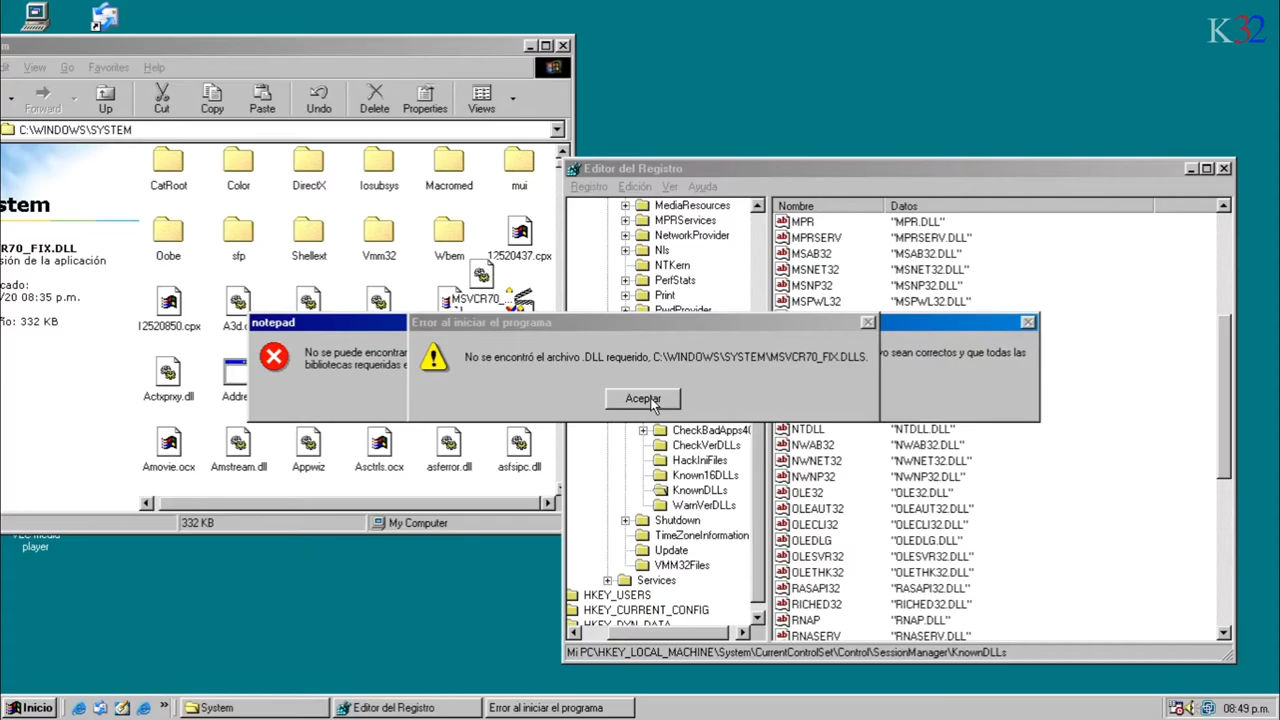 K32
View Go Favorites Help
Forward
Up
Cut
Copy
Paste
Undo
Delete
Properties
Views
C:\WINDOWS\SYSTEM
CatRoot
Color
DirectX
Iosubsys
Macromed
mui
stem
R70_FIX.DLL
sión de la aplicación
cado:
/20 08:35 p.m.
ño: 332 KB
Oobe
sfp
Shellext
Vmm32
Wbem
12520437.cpx
MSVCR70_...
12520850.cpx
A3d.
Actxprxy.dll
Addre
Amovie.ocx
Amstream.dll
Appwiz
Asctrls.ocx
asferror.dll
asfsipc.dll
332 KB
My Computer
player
Editor del Registro
Registro Edición Ver Ayuda
MediaResources
MPRServices
NetworkProvider
Nls
NTKern
PerfStats
Print
PwdProvider
CheckBadApps40
CheckVerDLLs
HackIniFiles
Known16DLLs
KnownDLLs
WarnVerDLLs
Shutdown
TimeZoneInformation
Update
VMM32Files
Services
HKEY_USERS
HKEY_CURRENT_CONFIG
HKEY_DYN_DATA
Nombre Datos
MPR "MPR.DLL"
MPRSERV "MPRSERV.DLL"
MSAB32 "MSAB32.DLL"
MSNET32 "MSNET32.DLL"
MSNP32 "MSNP32.DLL"
MSPWL32 "MSPWL32.DLL"
NTDLL "NTDLL.DLL"
NWAB32 "NWAB32.DLL"
NWNET32 "NWNET32.DLL"
NWNP32 "NWNP32.DLL"
OLE32 "OLE32.DLL"
OLEAUT32 "OLEAUT32.DLL"
OLECLI32 "OLECLI32.DLL"
OLEDLG "OLEDLG.DLL"
OLESVR32 "OLESVR32.DLL"
OLETHK32 "OLETHK32.DLL"
RASAPI32 "RASAPI32.DLL"
RICHED32 "RICHED32.DLL"
RNAP "RNAP.DLL"
RNASERV "RNASERV.DLL"
Mi PC\HKEY_LOCAL_MACHINE\System\CurrentControlSet\Control\SessionManager\KnownDLLs
notepad
No se puede encontrar
bibliotecas requeridas e
vo sean correctos y que todas las
Error al iniciar el programa
No se encontró el archivo .DLL requerido, C:\WINDOWS\SYSTEM\MSVCR70_FIX.DLLS.
Aceptar
Inicio
System
Editor del Registro
Error al iniciar el programa
08:49 p.m.